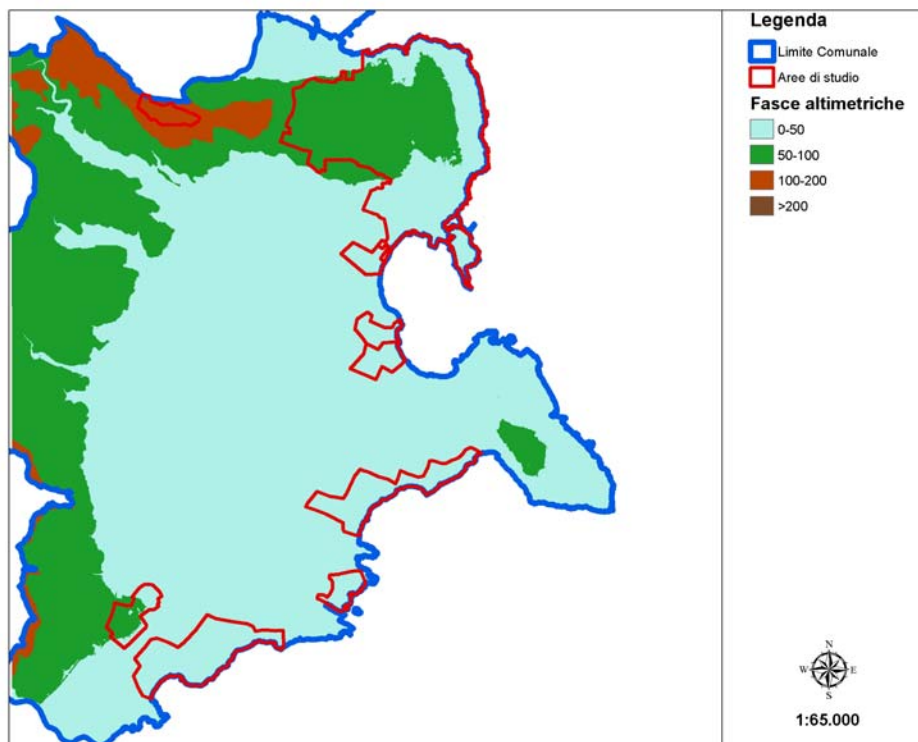 Legenda
Limite Comunale
Aree di studio
Fasce altimetriche
0-50
50-100
100-200
>200
N
W E
S
1:65.000